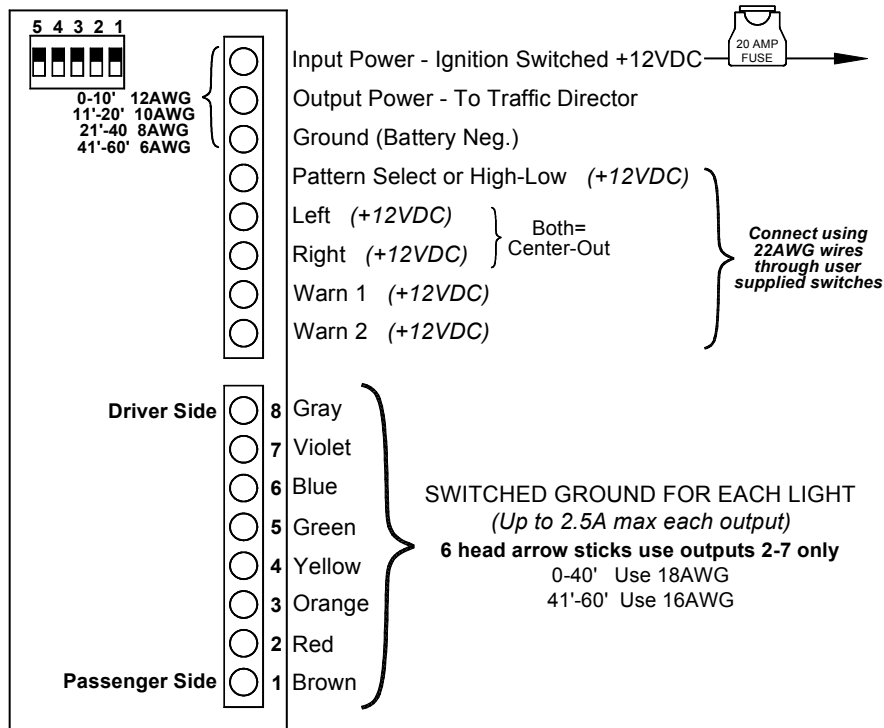 5 4 3 2 1
20 AMP
FUSE
Input Power - Ignition Switched +12VDC
0-10' 12AWG
11'-20' 10AWG
21'-40 8AWG
41'-60' 6AWG
Output Power - To Traffic Director
Ground (Battery Neg.)
Pattern Select or High-Low (+12VDC)
Left (+12VDC)
Right (+12VDC)
Both=
Center-Out
Warn 1 (+12VDC)
Warn 2 (+12VDC)
Connect using
22AWG wires
through user
supplied switches
Driver Side 8 Gray
7 Violet
6 Blue
5 Green
4 Yellow
3 Orange
2 Red
Passenger Side 1 Brown
SWITCHED GROUND FOR EACH LIGHT
(Up to 2.5A max each output)
6 head arrow sticks use outputs 2-7 only
0-40' Use 18AWG
41'-60' Use 16AWG